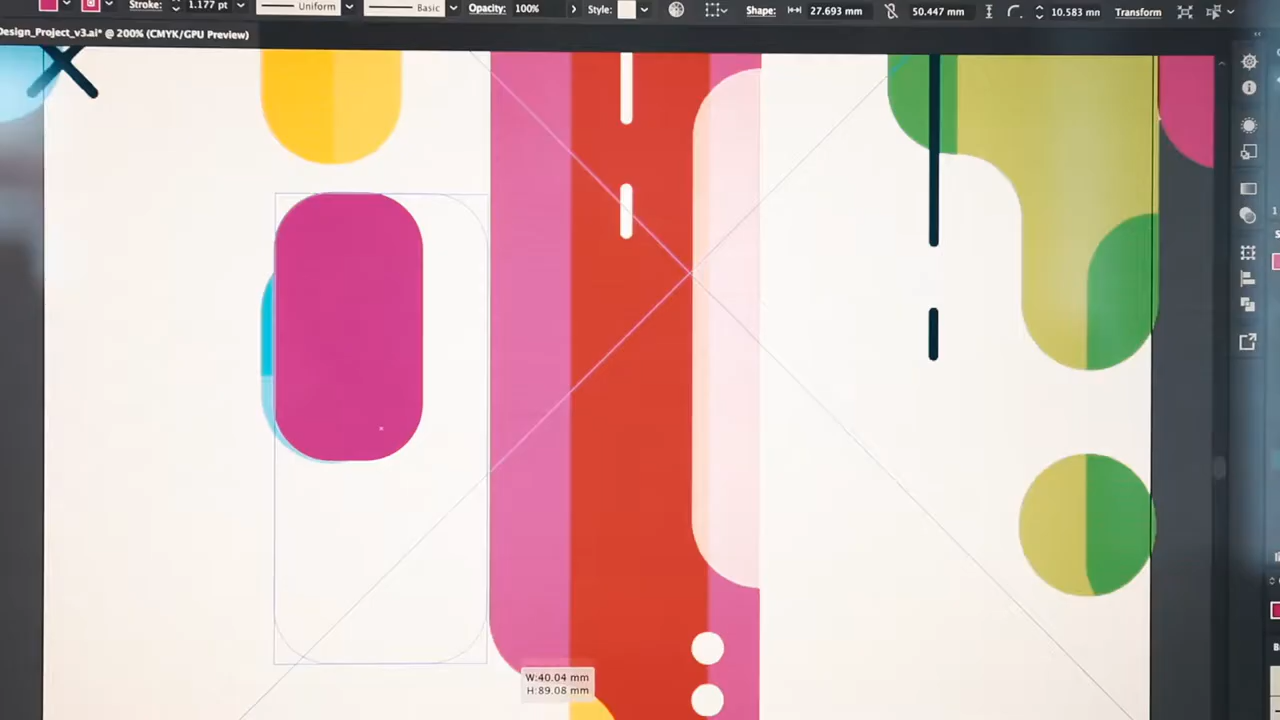 Stroke: 1.177 pt Uniform Basic Opacity: 100% Style: Shape: 27.693 mm 50.447 mm 10.583 mm Transform
Design_Project_v3.ai* @ 200% (CMYK/GPU Preview)
W:40.04 mm
H:89.08 mm